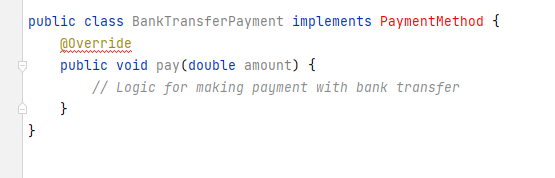 public class BankTransferPayment implements PaymentMethod {
    @Override
    public void pay(double amount) {
        // Logic for making payment with bank transfer
    }
}